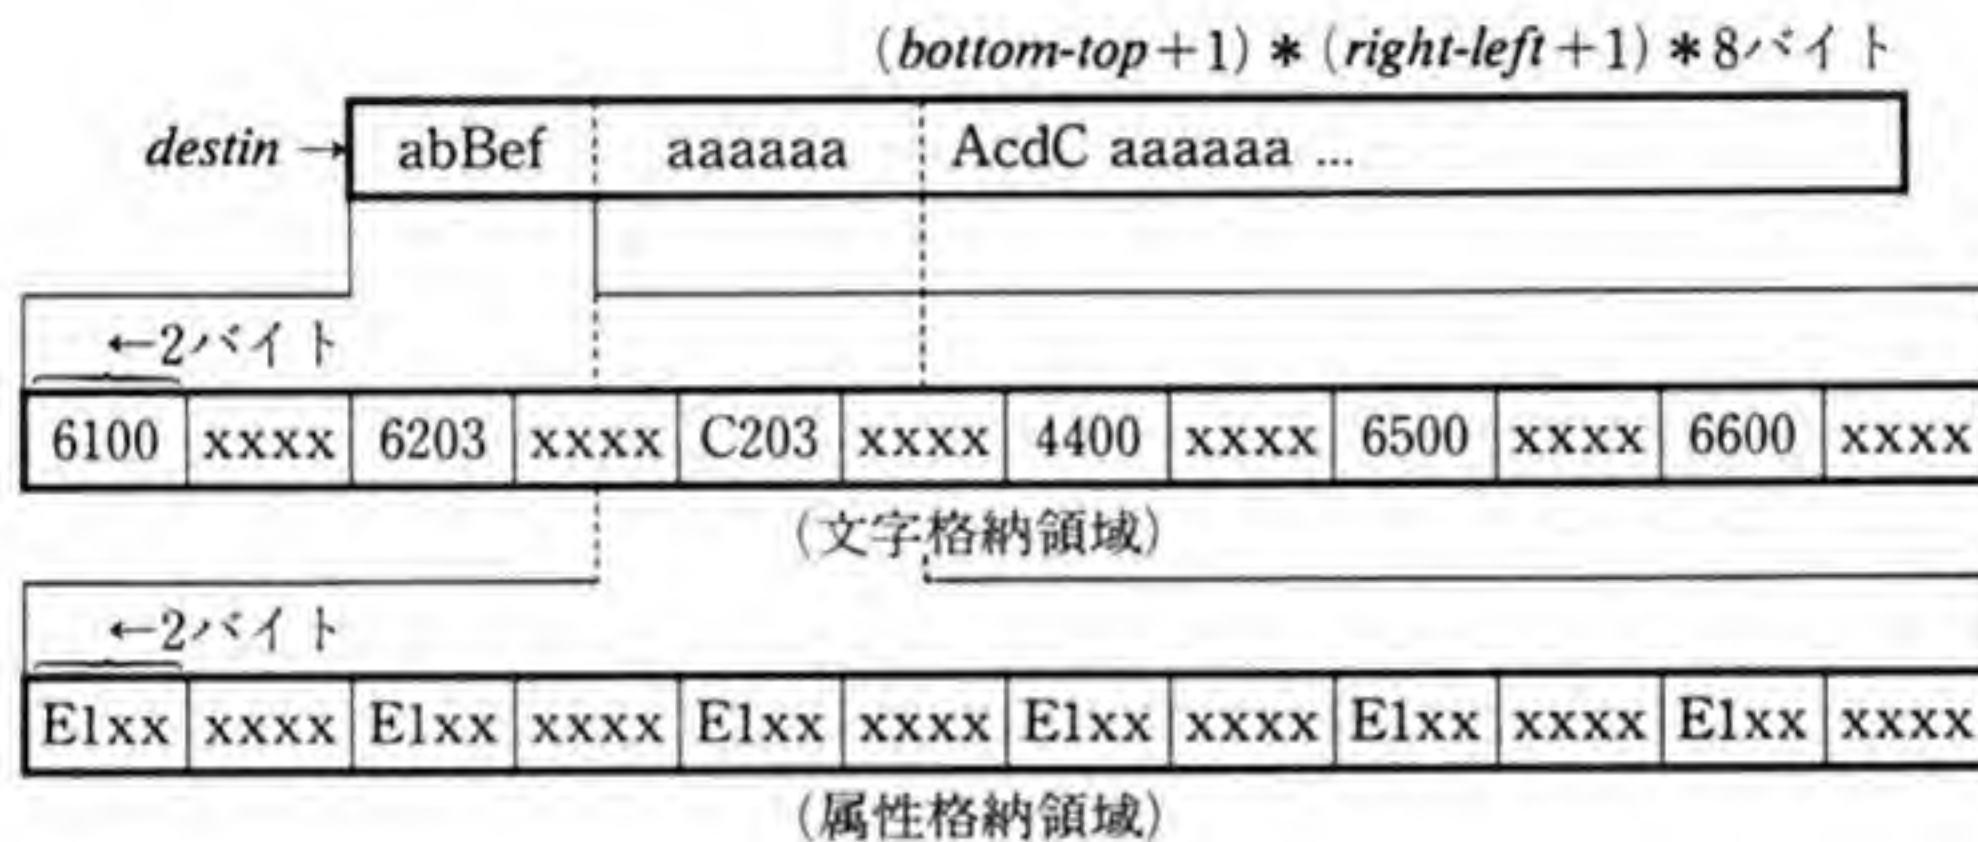 (bottom-top+1)*(right-left+1)*8バイト
destin → abBef aaaaaa AcdC aaaaaa ...
←2バイト
6100 xxxx 6203 xxxx C203 xxxx 4400 xxxx 6500 xxxx 6600 xxxx
(文字格納領域)
←2バイト
E1xx xxxx E1xx xxxx E1xx xxxx E1xx xxxx E1xx xxxx E1xx xxxx
(属性格納領域)